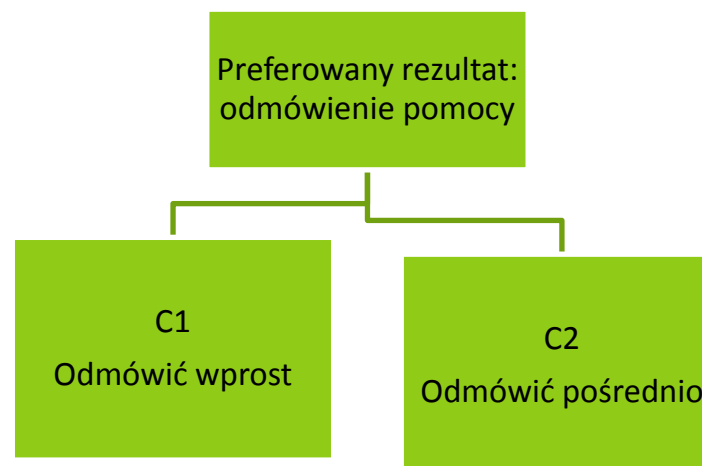 Preferowany rezultat:
odmówienie pomocy
C1
Odmówić wprost
C2
Odmówić pośrednio